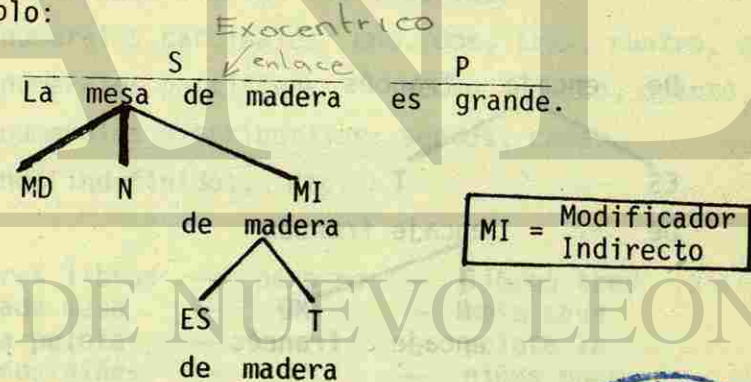 plo:
Exocentrico
S enlace P
La mesa de madera es grande.
MD N MI
de madera
MI = Modificador
Indirecto
ES T
de madera
DE NUEVO LEON